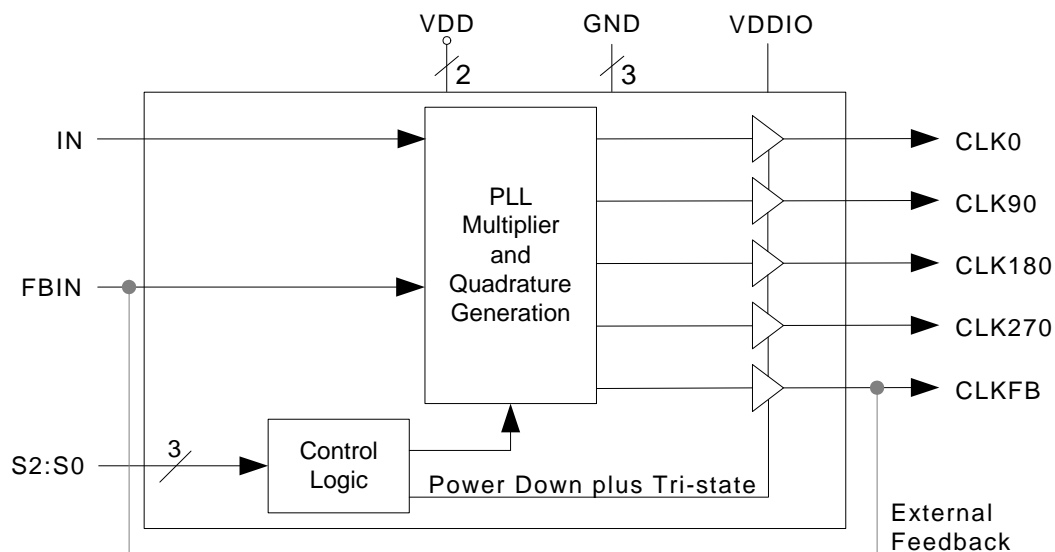 VDD
GND
VDDIO
2
3
IN
CLK0
PLL
Multiplier
and
Quadrature
Generation
CLK90
CLK180
FBIN
CLK270
CLKFB
S2:S0
3
Control
Logic
Power Down plus Tri-state
External
Feedback